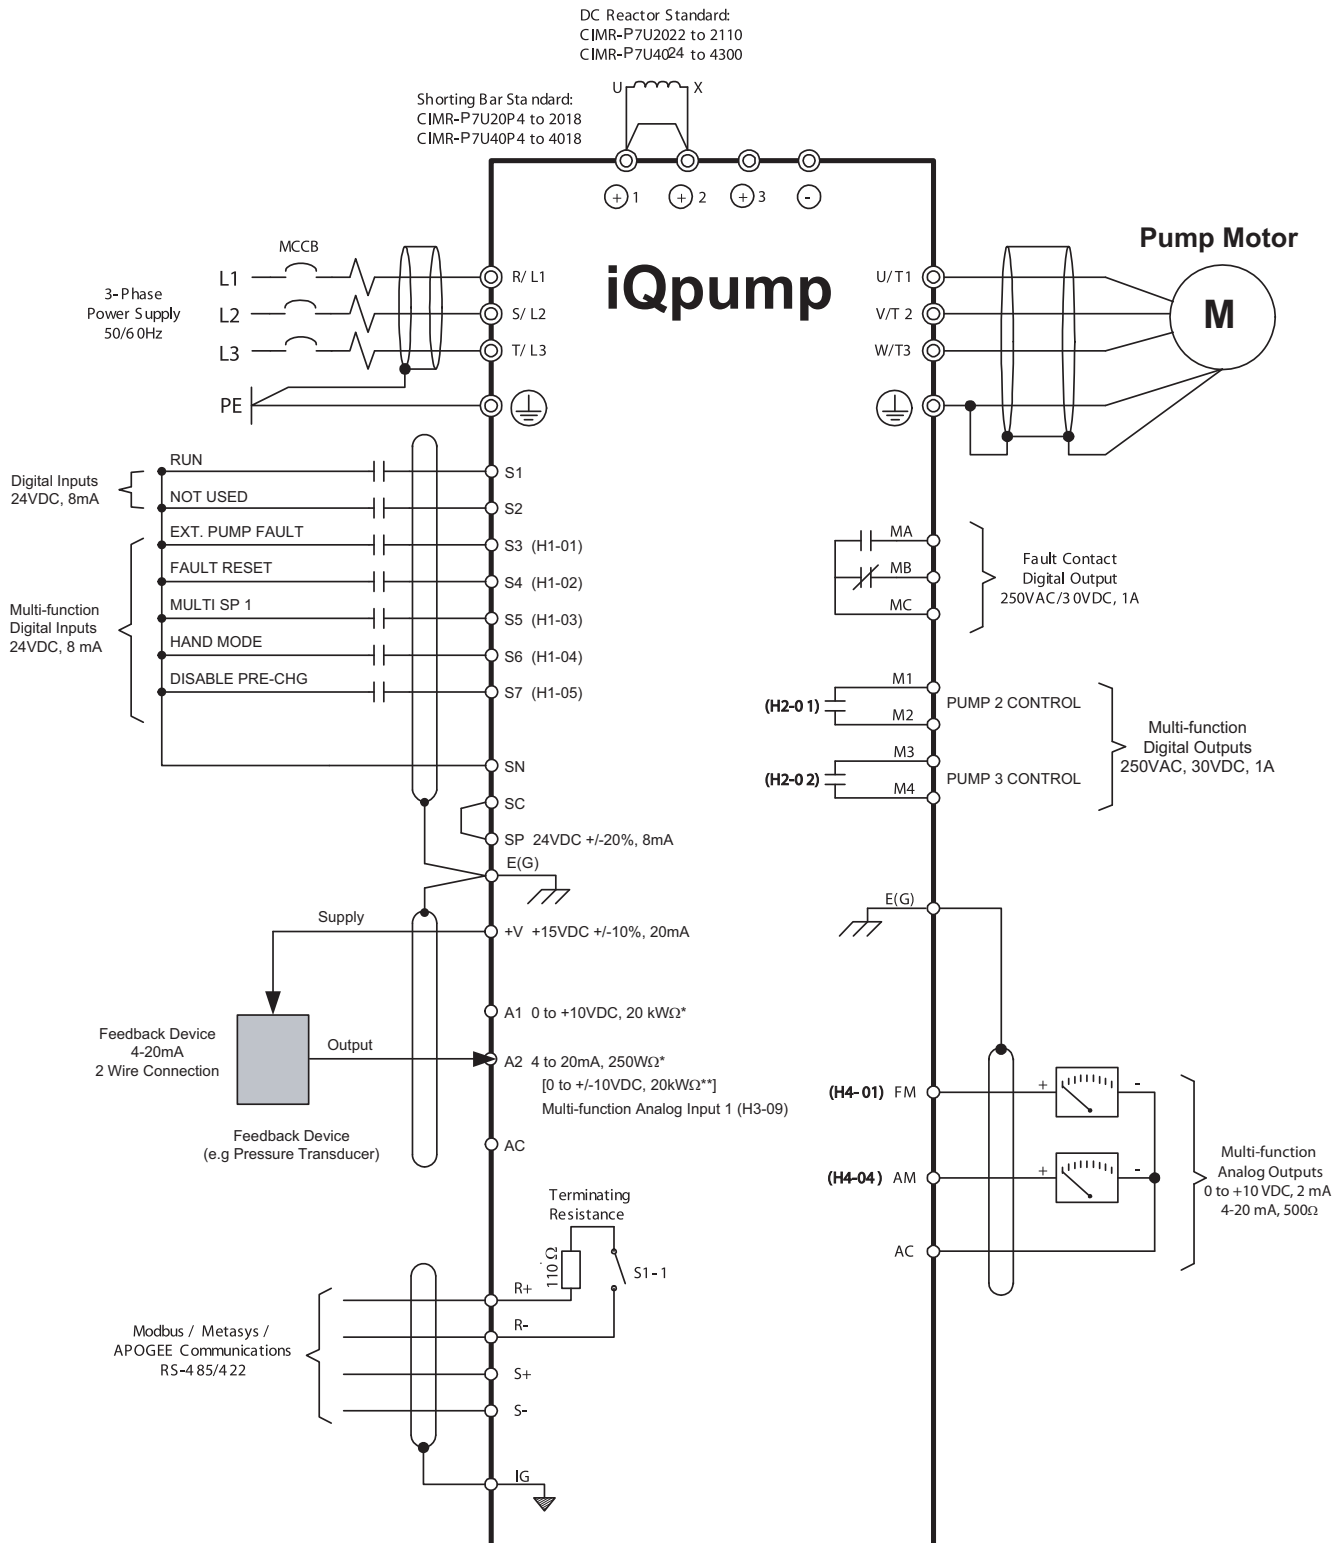 DC Reactor Standard:
CIMR-P7U2022 to 2110
CIMR-P7U4024 to 4300
U X
Shorting Bar Standard:
CIMR-P7U20P4 to 2018
CIMR-P7U40P4 to 4018
+ 1
+ 2
+ 3
-
MCCB
3-Phase
Power Supply
50/60Hz
L1
L2
L3
PE
R/L1
S/L2
T/L3
iQpump
U/T1
V/T2
W/T3
Pump Motor
M
Digital Inputs
24VDC, 8mA
RUN
S1
NOT USED
S2
Multi-function
Digital Inputs
24VDC, 8 mA
EXT. PUMP FAULT
S3 (H1-01)
FAULT RESET
S4 (H1-02)
MULTI SP 1
S5 (H1-03)
HAND MODE
S6 (H1-04)
DISABLE PRE-CHG
S7 (H1-05)
SN
SC
SP 24VDC +/-20%, 8mA
E(G)
MA
MB
MC
Fault Contact
Digital Output
250VAC/30VDC, 1A
(H2-01)
M1
M2
PUMP 2 CONTROL
(H2-02)
M3
M4
PUMP 3 CONTROL
Multi-function
Digital Outputs
250VAC, 30VDC, 1A
E(G)
Supply
+V +15VDC +/-10%, 20mA
A1 0 to +10VDC, 20 kWΩ*
Feedback Device
4-20mA
2 Wire Connection
Output
A2 4 to 20mA, 250WΩ*
[0 to +/-10VDC, 20kWΩ**]
Multi-function Analog Input 1 (H3-09)
Feedback Device
(e.g Pressure Transducer)
AC
(H4-01) FM
+ -
(H4-04) AM
+ -
AC
Multi-function
Analog Outputs
0 to +10 VDC, 2 mA
4-20 mA, 500Ω
Terminating
Resistance
110 Ω
S1-1
Modbus / Metasys /
APOGEE Communications
RS-485/422
R+
R-
S+
S-
IG